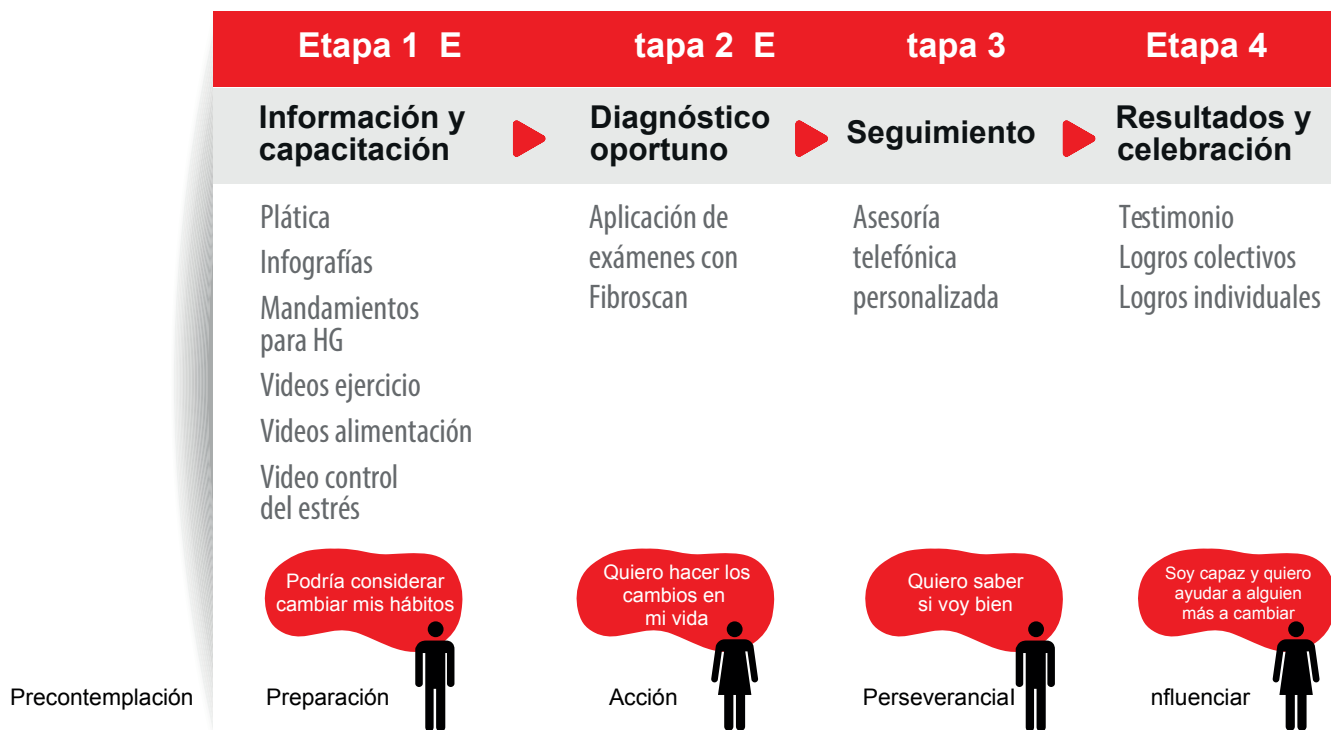 Etapa 1 E
tapa 2 E
tapa 3
Etapa 4
Información y
capacitación
Diagnóstico
oportuno
Seguimiento
Resultados y
celebración
Plática
Infografías
Mandamientos
para HG
Videos ejercicio
Videos alimentación
Video control
del estrés
Aplicación de
exámenes con
Fibroscan
Asesoría
telefónica
personalizada
Testimonio
Logros colectivos
Logros individuales
Podría considerar
cambiar mis hábitos
Quiero hacer los
cambios en
mi vida
Quiero saber
si voy bien
Soy capaz y quiero
ayudar a alguien
más a cambiar
Precontemplación
Preparación
Acción
Perseverancial
nfluenciar